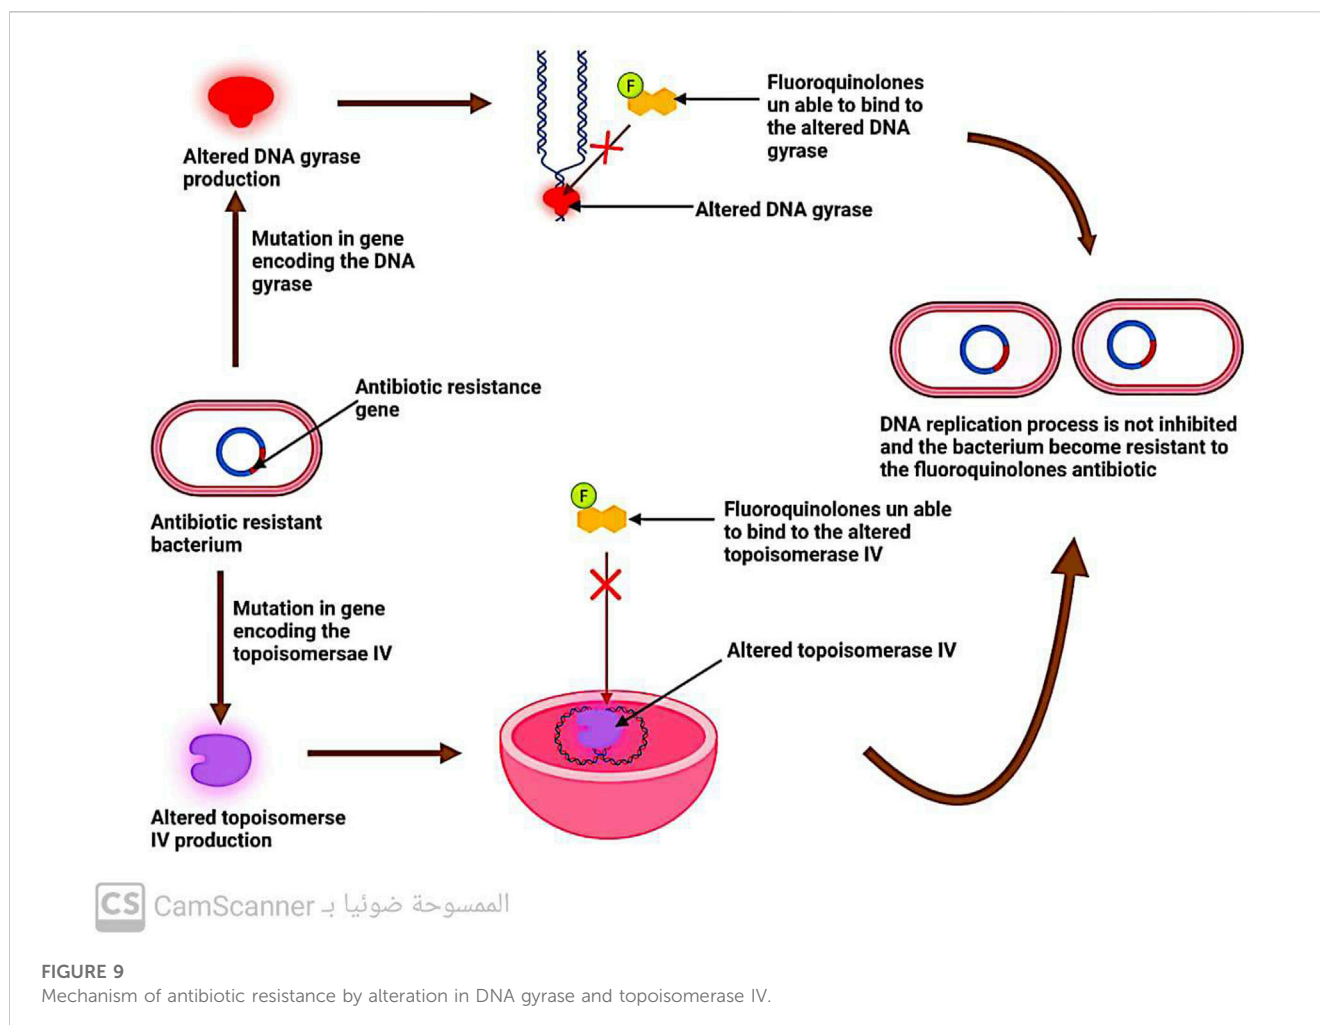 F
Fluoroquinolones
un able to bind to
the altered DNA
gyrase
Altered DNA gyrase
production
Altered DNA gyrase
Mutation in gene
encoding the DNA
gyrase
Antibiotic resistance
gene
DNA replication process is not inhibited
and the bacterium become resistant to
the fluoroquinolones antibiotic
Antibiotic resistant
bacterium
F
Fluoroquinolones un able
to bind to the altered
topoisomerase IV
Mutation in gene
encoding the
topoisomersae IV
Altered topoisomerase IV
Altered topoisomerse
IV production
CS CamScanner الممسوحة ضوئيا بـ
FIGURE 9
Mechanism of antibiotic resistance by alteration in DNA gyrase and topoisomerase IV.